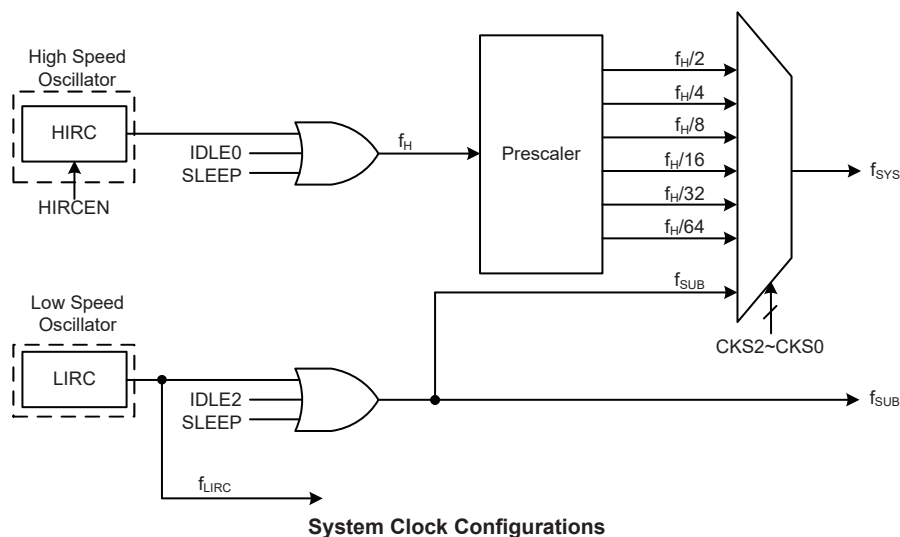 High Speed
Oscillator
HIRC
HIRCEN
IDLE0
SLEEP
fH
Prescaler
fH/2
fH/4
fH/8
fH/16
fH/32
fH/64
fSUB
CKS2~CKS0
fSYS
Low Speed
Oscillator
LIRC
IDLE2
SLEEP
fSUB
fLIRC
System Clock Configurations